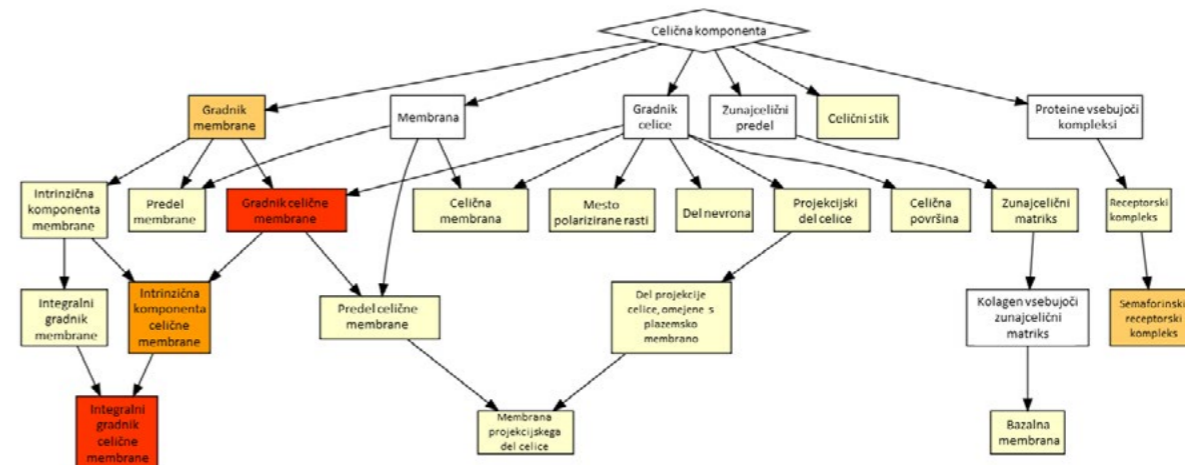 Celična komponenta
Gradnik
membrane
Membrana
Gradnik
celice
Zunajcelični
predel
Celični stik
Proteine vsebujoči
kompleksi
Intrinzična
komponenta
membrane
Predel
membrane
Gradnik celične
membrane
Celična
membrana
Mesto
polarizirane rasti
Del nevrona
Projekcijski
del celice
Celična
površina
Zunajcelični
matriks
Receptorski
kompleks
Integralni
gradnik
membrane
Intrinzična
komponenta
celične
membrane
Predel celične
membrane
Del projekcije
celice, omejene s
plazemsko
membrano
Kolagen vsebujoči
zunajcelični
matriks
Semaforinski
receptorski
kompleks
Integralni
gradnik
celične
membrane
Membrana
projekcijskega
del celice
Bazalna
membrana